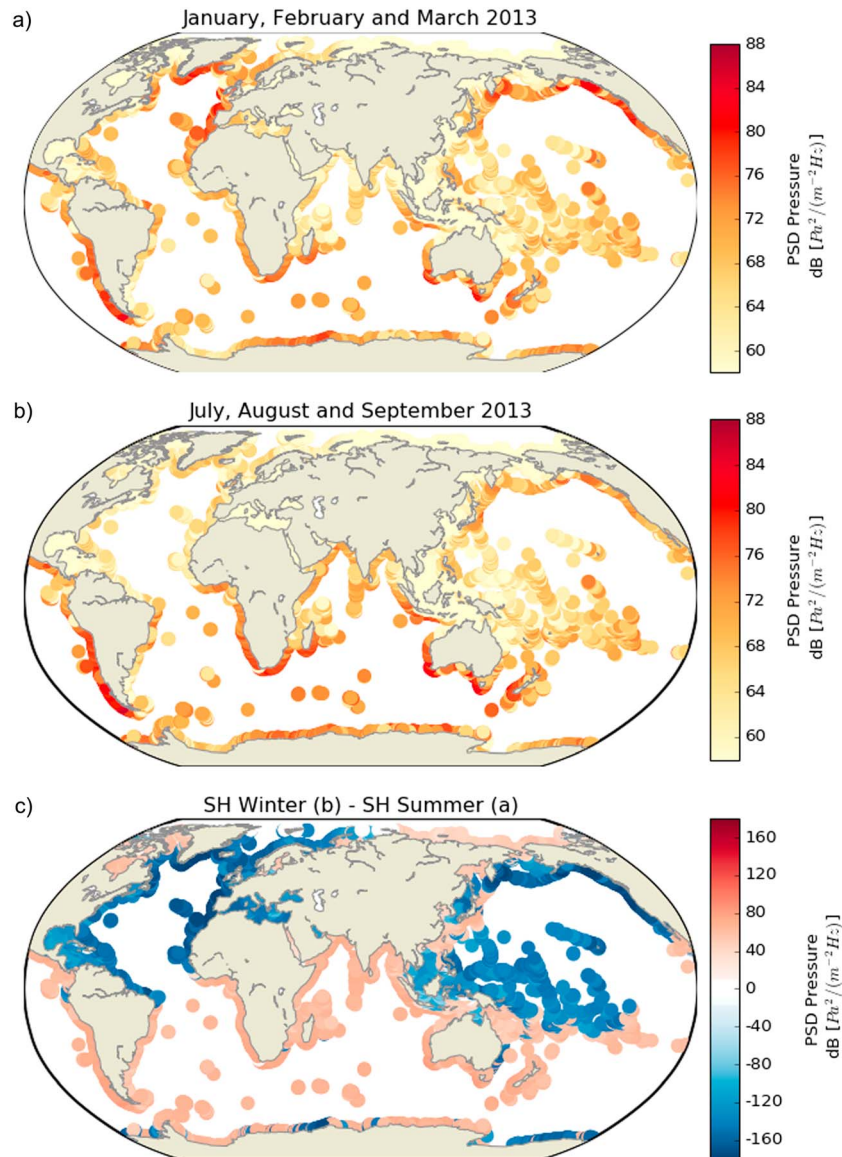 a)
January, February and March 2013
88
84
80
76
72
68
64
60
PSD Pressure
dB [Pa²/(m⁻²Hz)]
b)
July, August and September 2013
88
84
80
76
72
68
64
60
PSD Pressure
dB [Pa²/(m⁻²Hz)]
c)
SH Winter (b) - SH Summer (a)
160
120
80
40
0
-40
-80
-120
-160
PSD Pressure
dB [Pa²/(m⁻²Hz)]